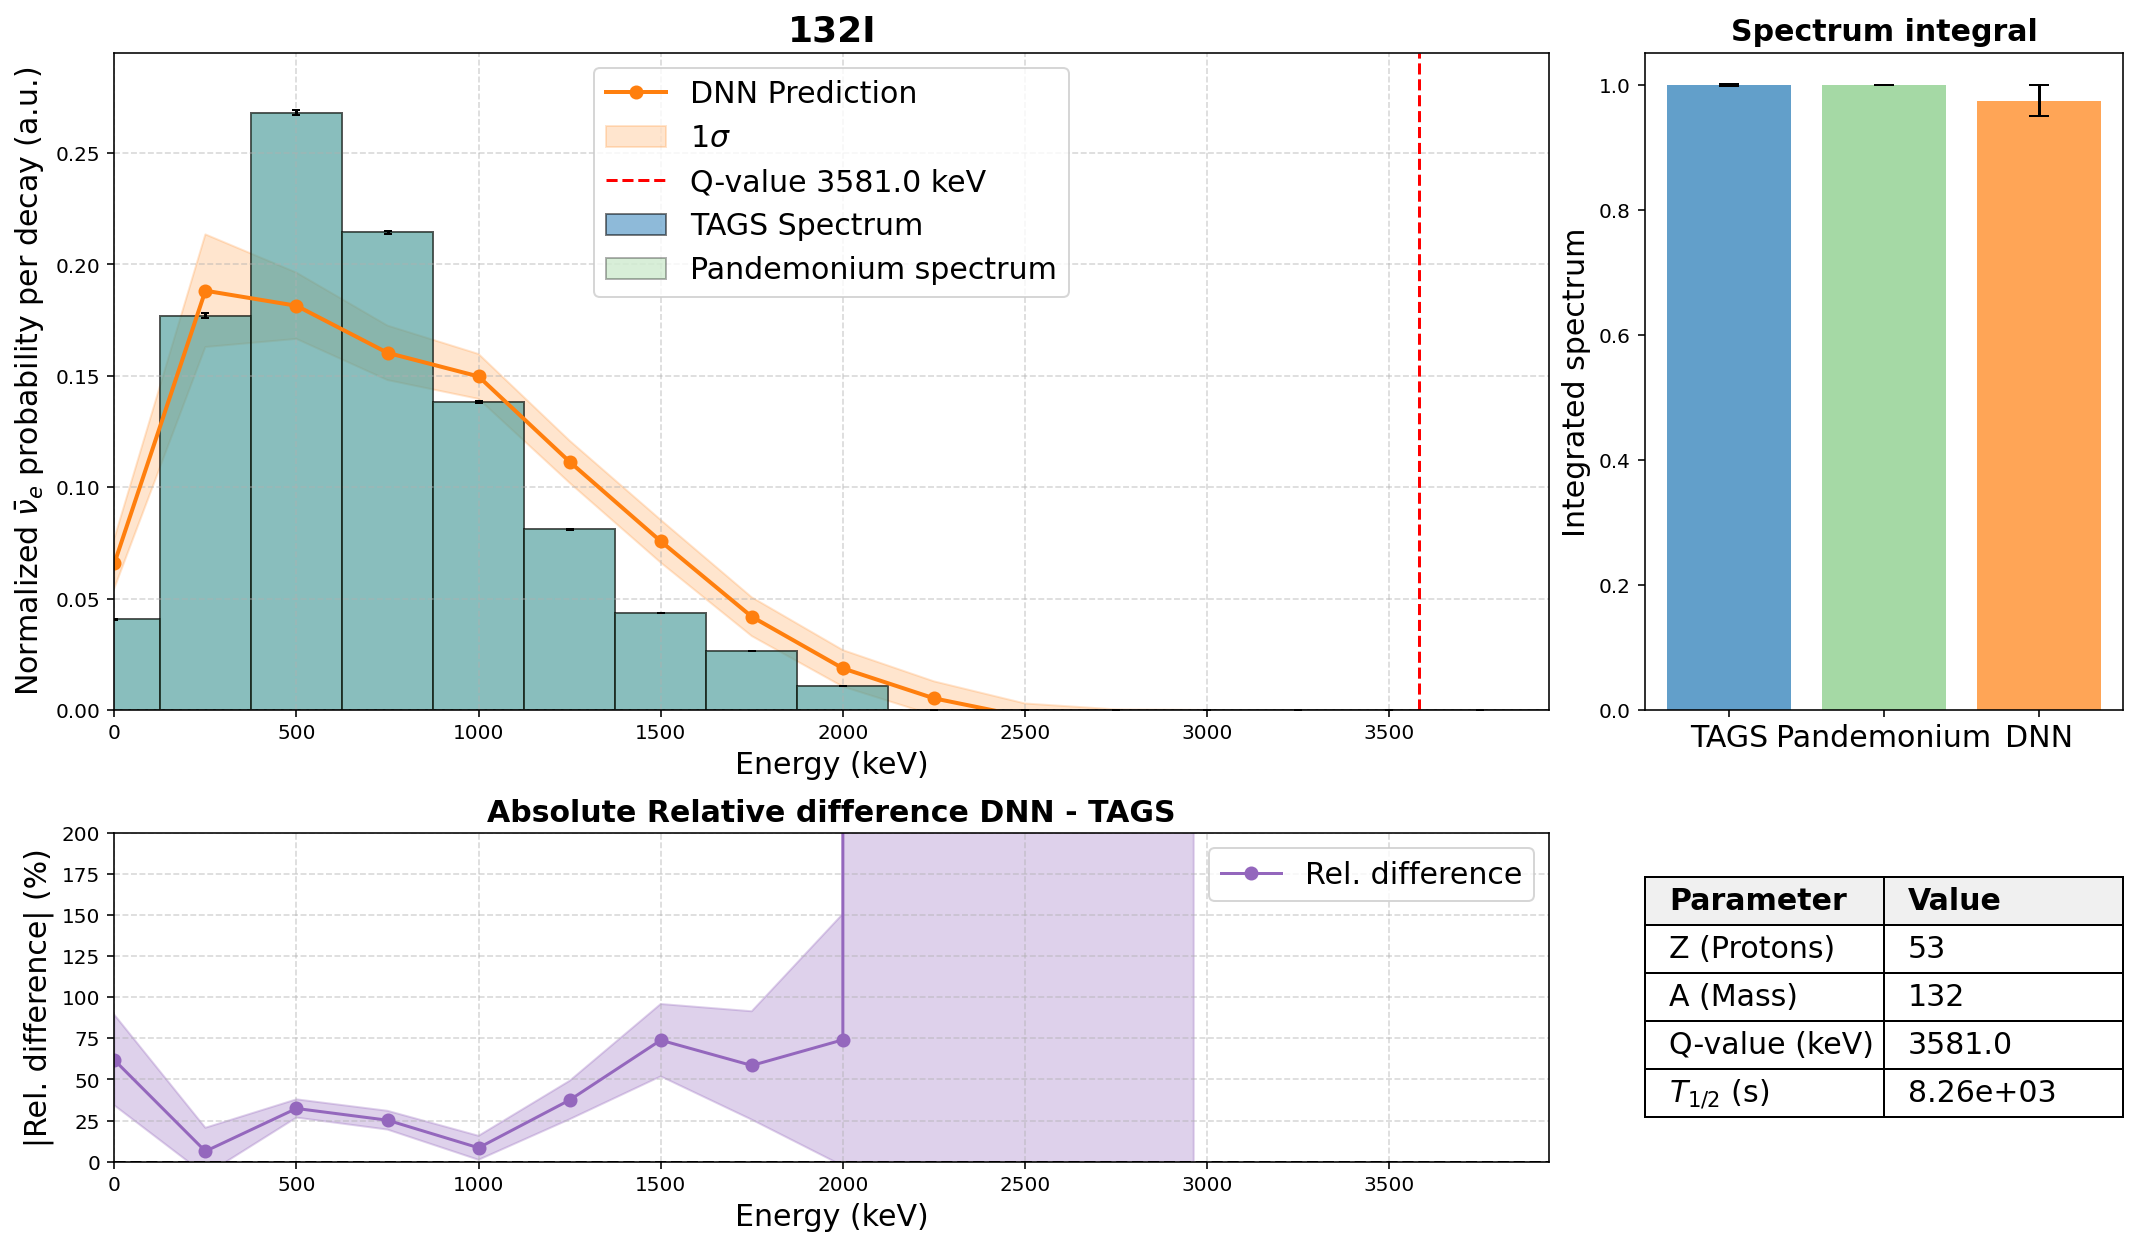 132I
Normalized ν̄ₑ probability per decay (a.u.)
0.25
0.20
0.15
0.10
0.05
0.00
DNN Prediction
1σ
Q-value 3581.0 keV
TAGS Spectrum
Pandemonium spectrum
0 500 1000 1500 2000 2500 3000 3500
Energy (keV)
Spectrum integral
Integrated spectrum
1.0
0.8
0.6
0.4
0.2
0.0
TAGS Pandemonium DNN
Absolute Relative difference DNN - TAGS
|Rel. difference| (%)
200
175
150
125
100
75
50
25
0
Rel. difference
0 500 1000 1500 2000 2500 3000 3500
Energy (keV)
Parameter Value
Z (Protons) 53
A (Mass) 132
Q-value (keV) 3581.0
T₁/₂ (s) 8.26e+03